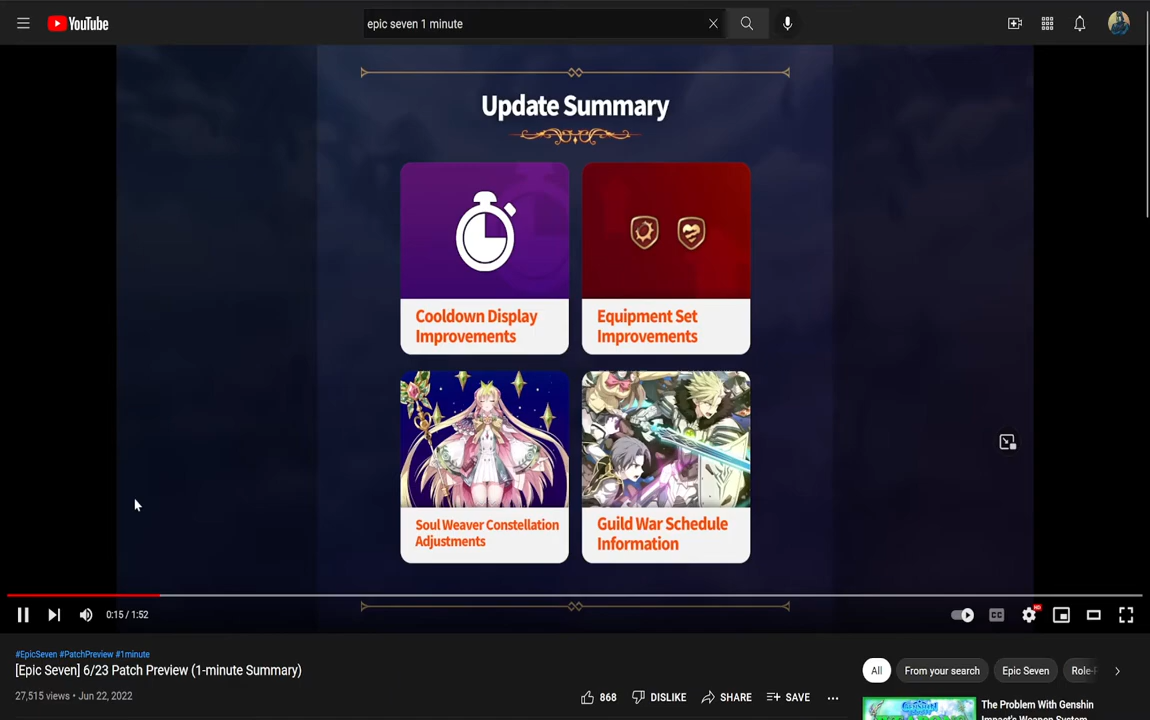 YouTube
epic seven 1 minute
Update Summary
Cooldown Display
Improvements
Equipment Set
Improvements
Soul Weaver Constellation
Adjustments
Guild War Schedule
Information
0:15 / 1:52
CC
HD
#EpicSeven #PatchPreview #1minute
[Epic Seven] 6/23 Patch Preview (1-minute Summary)
27,515 views • Jun 22, 2022
868
DISLIKE
SHARE
SAVE
All
From your search
Epic Seven
Role-
The Problem With Genshin
Impact's Weapon System